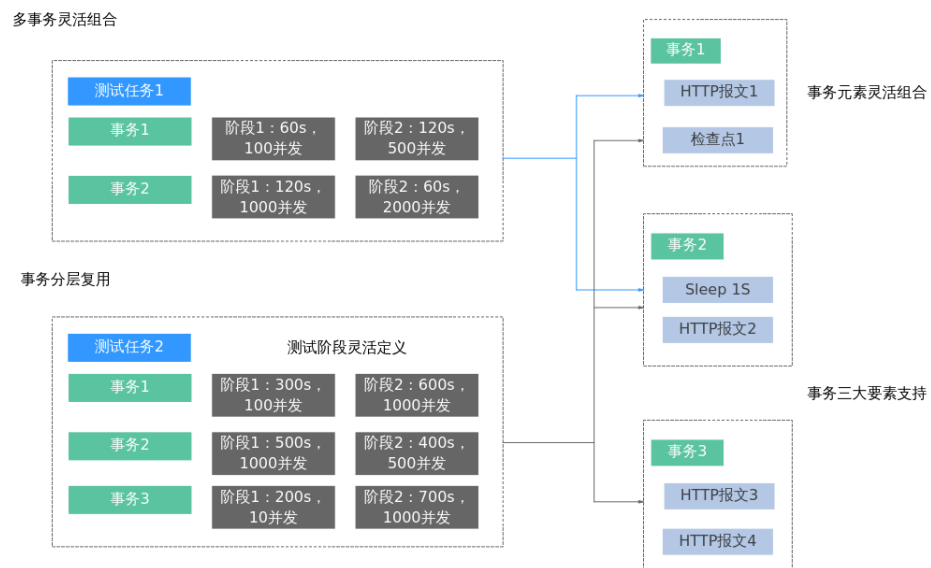 多事务灵活组合
测试任务1
事务1
阶段1：60s，
100并发
阶段2：120s，
500并发
事务2
阶段1：120s，
1000并发
阶段2：60s，
2000并发
事务分层复用
测试任务2
测试阶段灵活定义
事务1
阶段1：300s，
100并发
阶段2：600s，
1000并发
事务2
阶段1：500s，
1000并发
阶段2：400s，
500并发
事务3
阶段1：200s，
10并发
阶段2：700s，
1000并发
事务1
HTTP报文1
检查点1
事务元素灵活组合
事务2
Sleep 1S
HTTP报文2
事务三大要素支持
事务3
HTTP报文3
HTTP报文4